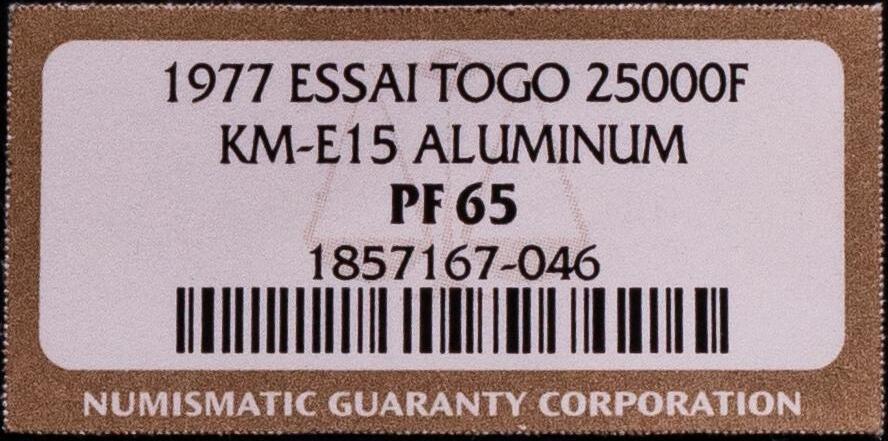 1977 ESSAI TOGO 25000F
KM-E15 ALUMINUM
PF 65
1857167-046
NUMISMATIC GUARANTY CORPORATION